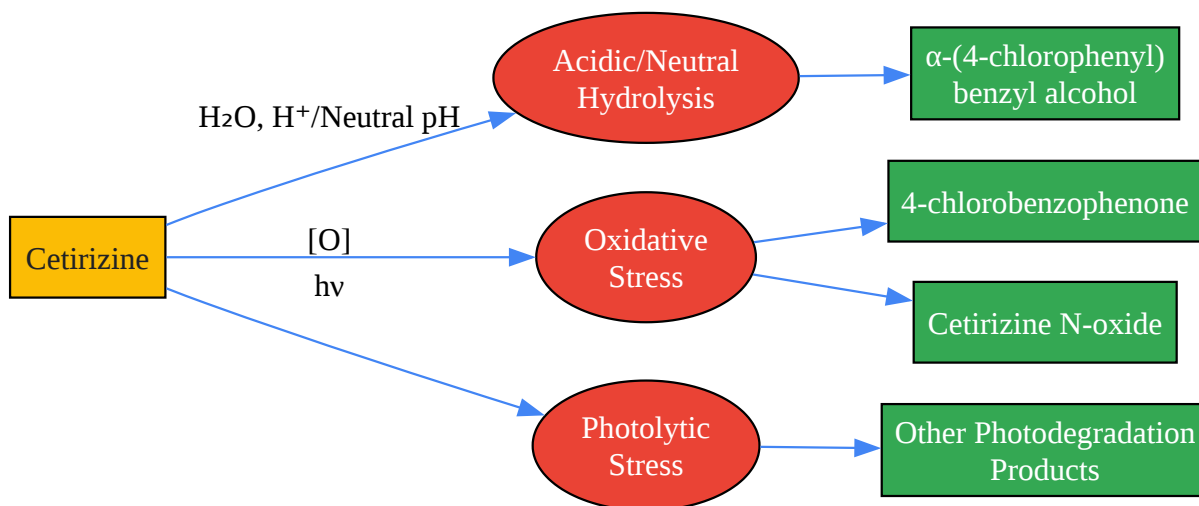 Cetirizine
H₂O, H⁺/Neutral pH
[O]
hν
Acidic/Neutral
Hydrolysis
Oxidative
Stress
Photolytic
Stress
α-(4-chlorophenyl)
benzyl alcohol
4-chlorobenzophenone
Cetirizine N-oxide
Other Photodegradation
Products